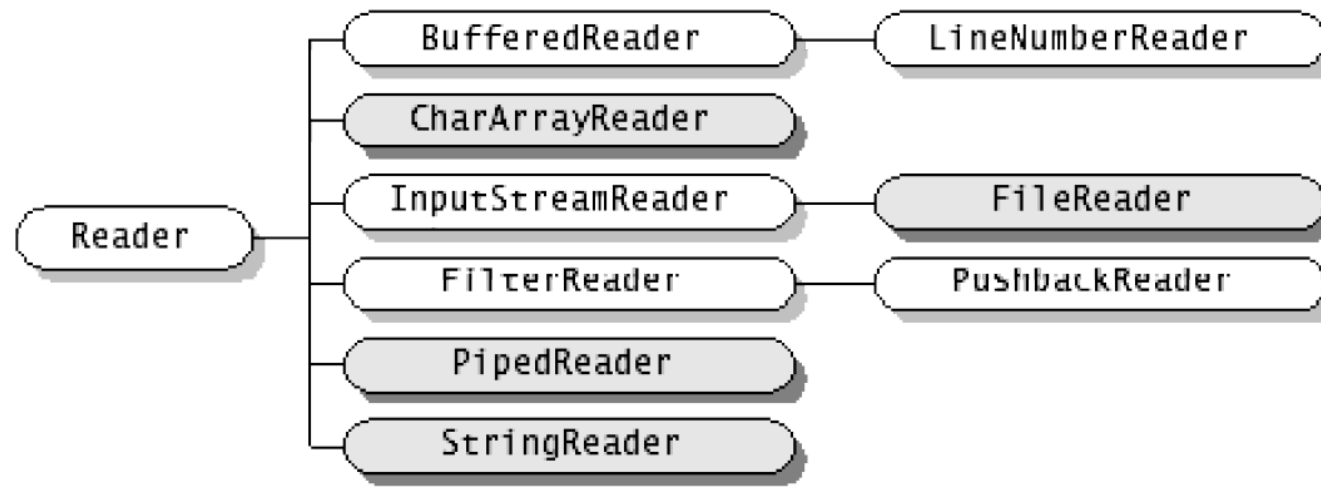 BufferedReader
LineNumberReader
CharArrayReader
InputStreamReader
FileReader
Reader
FilterReader
PushbackReader
PipedReader
StringReader